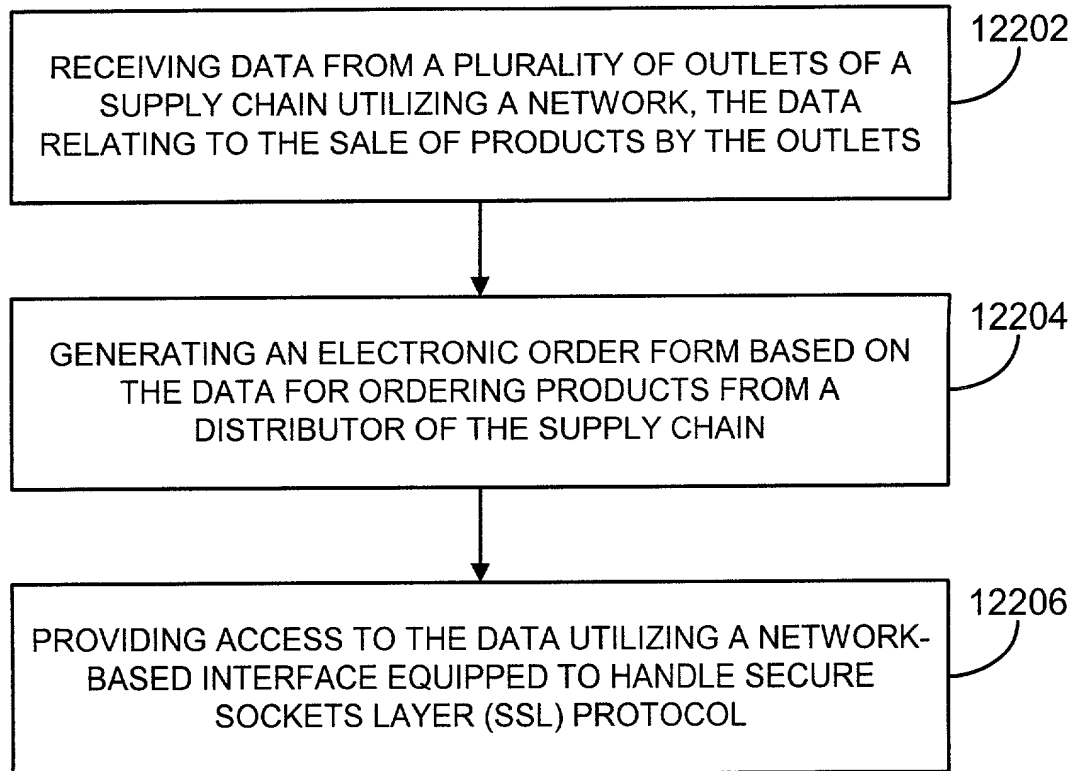 12202
RECEIVING DATA FROM A PLURALITY OF OUTLETS OF A
SUPPLY CHAIN UTILIZING A NETWORK, THE DATA
RELATING TO THE SALE OF PRODUCTS BY THE OUTLETS
12204
GENERATING AN ELECTRONIC ORDER FORM BASED ON
THE DATA FOR ORDERING PRODUCTS FROM A
DISTRIBUTOR OF THE SUPPLY CHAIN
12206
PROVIDING ACCESS TO THE DATA UTILIZING A NETWORK-
BASED INTERFACE EQUIPPED TO HANDLE SECURE
SOCKETS LAYER (SSL) PROTOCOL